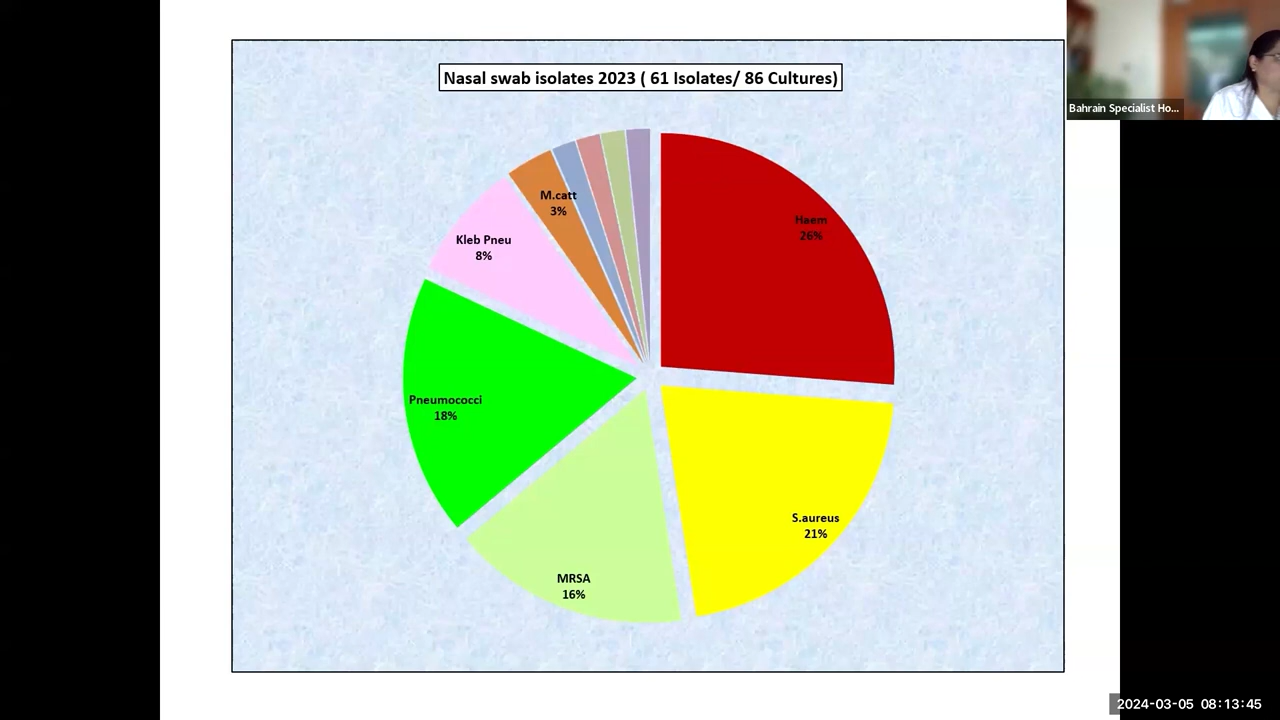 Nasal swab isolates 2023 ( 61 Isolates/ 86 Cultures)
Bahrain Specialist Ho...
M.catt
3%
Haem
26%
Kleb Pneu
8%
Pneumococci
18%
S.aureus
21%
MRSA
16%
2024-03-05 08:13:45